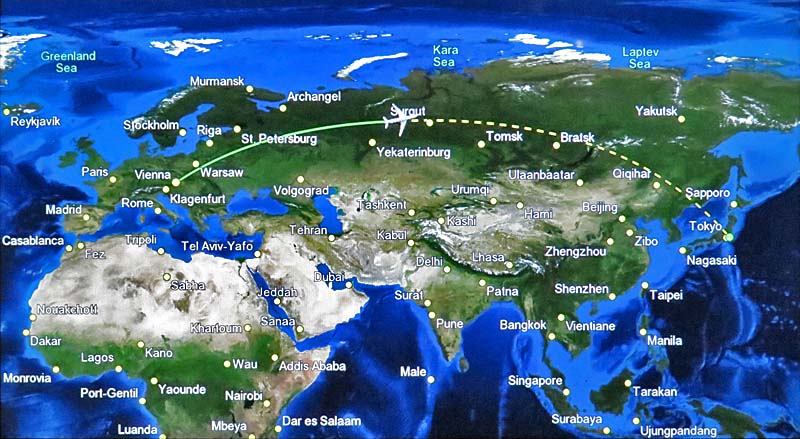 Greenland
Sea
Kara
Sea
Laptev
Sea
Murmansk
Archangel
Reykjavík
Stockholm
Riga
St. Petersburg
Surgut
Yakutsk
Tomsk
Bratsk
Yekaterinburg
Paris
Vienna
Warsaw
Klagenfurt
Volgograd
Ulaanbaatar
Qiqihar
Urumqi
Hami
Sapporo
Madrid
Rome
Tashkent
Kashi
Beijing
Tokyo
Casablanca
Fez
Tripoli
Tel Aviv-Yafo
Tehran
Kabul
Lhasa
Zhengzhou
Zibo
Nagasaki
Sabha
Jeddah
Dubai
Delhi
Patna
Surat
Shenzhen
Taipei
Nouakchott
Dakar
Khartoum
Sanaa
Pune
Bangkok
Vientiane
Manila
Lagos
Kano
Wau
Addis Ababa
Monrovia
Port-Gentil
Yaounde
Nairobi
Male
Singapore
Tarakan
Luanda
Mbeya
Dar es Salaam
Surabaya
Ujungpandang